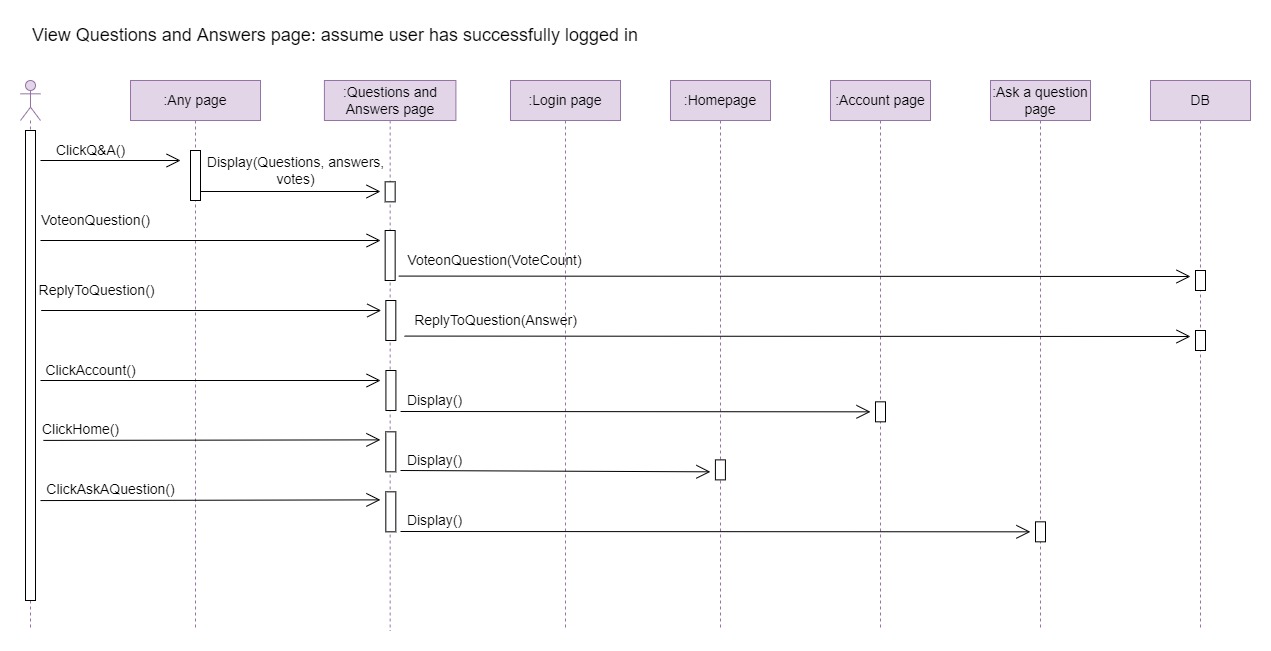 View Questions and Answers page: assume user has successfully logged in
:Any page
:Questions and
Answers page
:Login page
:Homepage
:Account page
:Ask a question
page
DB
ClickQ&A()
Display(Questions, answers,
votes)
VoteonQuestion()
VoteonQuestion(VoteCount)
ReplyToQuestion()
ReplyToQuestion(Answer)
ClickAccount()
Display()
ClickHome()
Display()
ClickAskAQuestion()
Display()